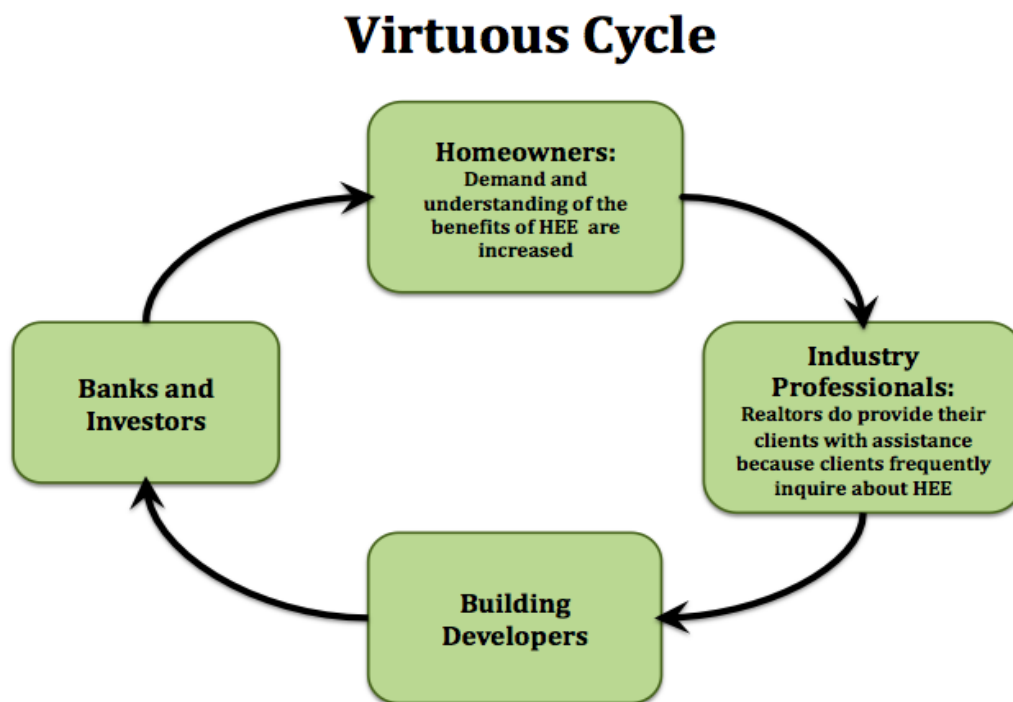 Virtuous Cycle
Homeowners:
Demand and
understanding of the
benefits of HEE are
increased
Industry
Professionals:
Realtors do provide their
clients with assistance
because clients frequently
inquire about HEE
Building
Developers
Banks and
Investors